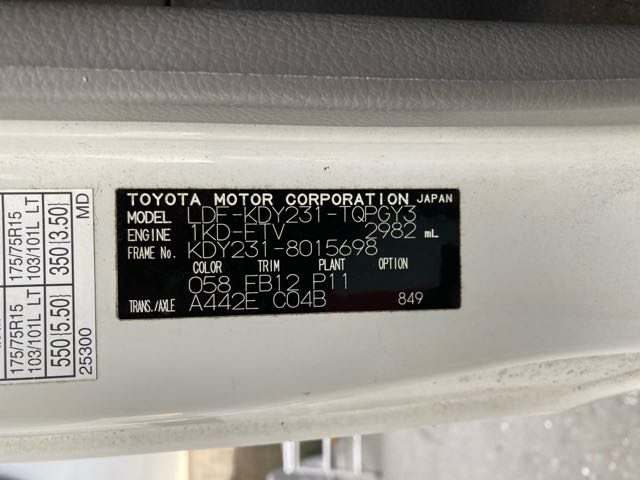 TOYOTA MOTOR CORPORATION JAPAN
MODEL LDF-KDY231-TQPGY3
ENGINE 1KD-FTV 2982 mL
FRAME No. KDY231-8015698
COLOR TRIM PLANT OPTION
058 FB12 P11
TRANS./AXLE A442E C04B 849
175/75R15
103/101L LT
175/75R15
103/101L LT
550[5.50] 350[3.50]
25300 MD